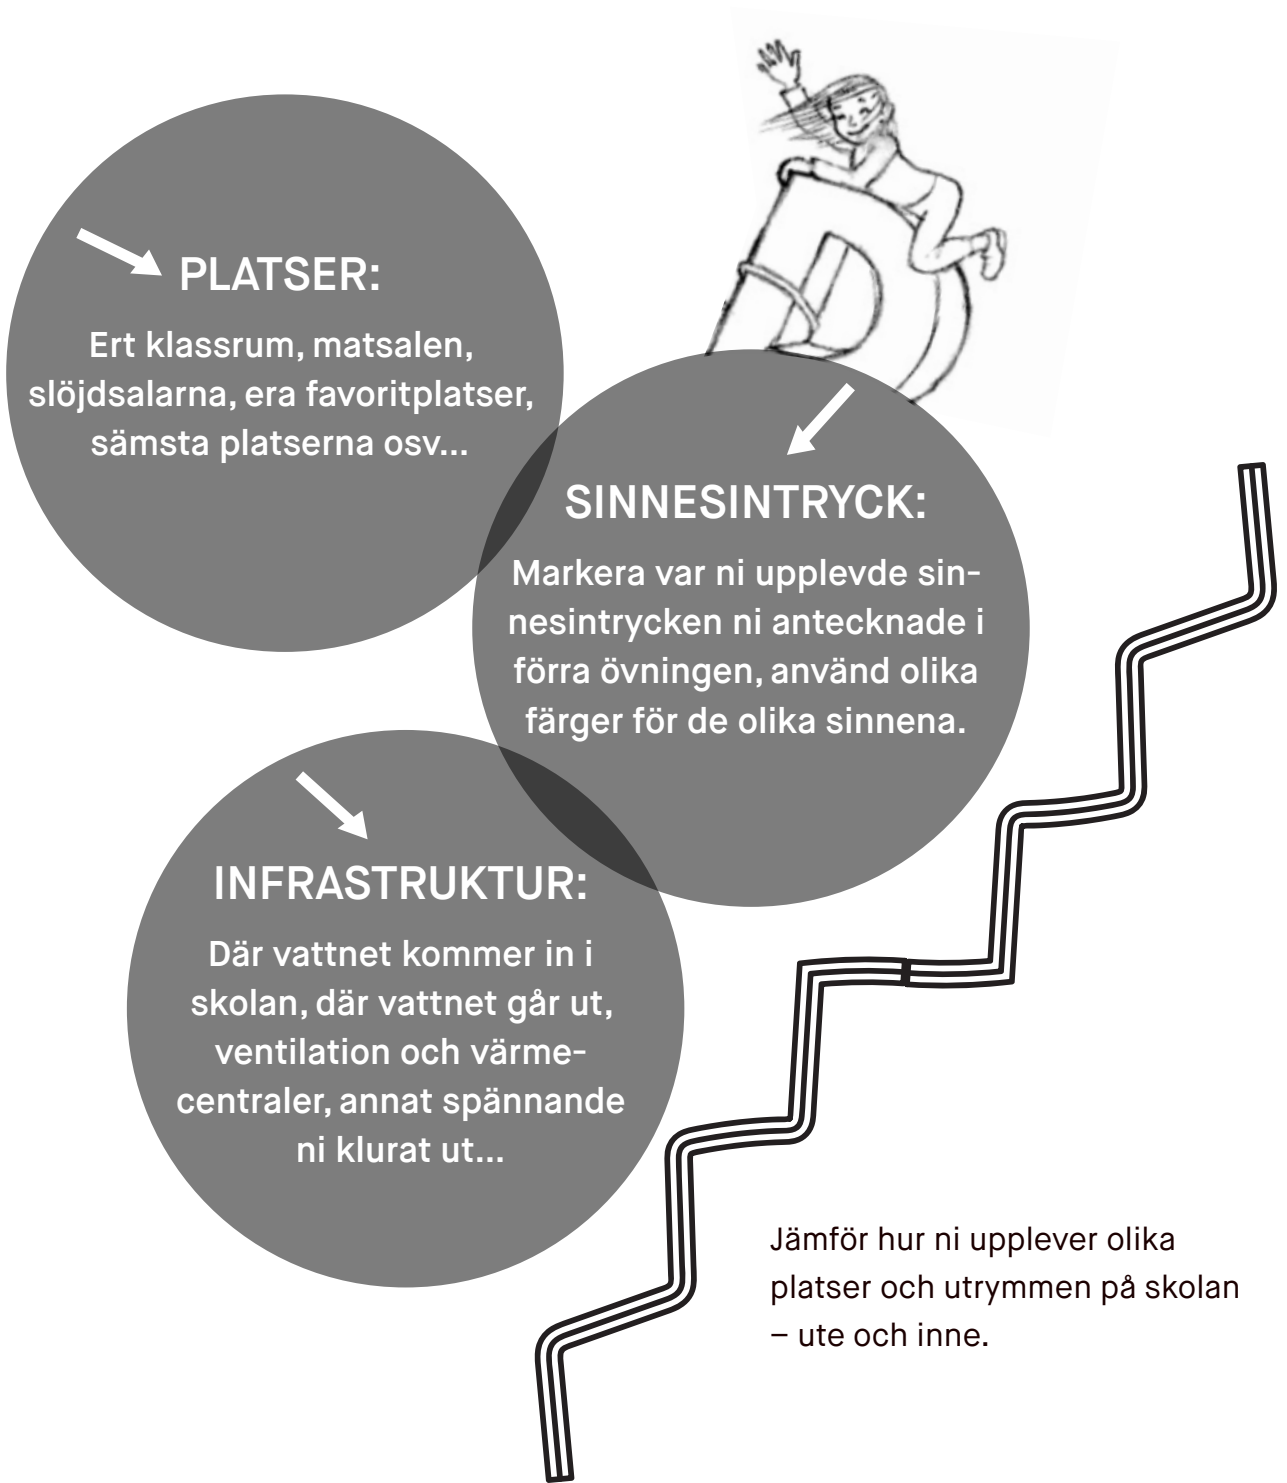 PLATSER:
Ert klassrum, matsalen,
slöjdsalarna, era favoritplatser,
sämsta platserna osv...
SINNESINTRYCK:
Markera var ni upplevde sin-
nesintrycken ni antecknade i
förra övningen, använd olika
färger för de olika sinnena.
INFRASTRUKTUR:
Där vattnet kommer in i
skolan, där vattnet går ut,
ventilation och värme-
centraler, annat spännande
ni klurat ut...
Jämför hur ni upplever olika
platser och utrymmen på skolan
– ute och inne.